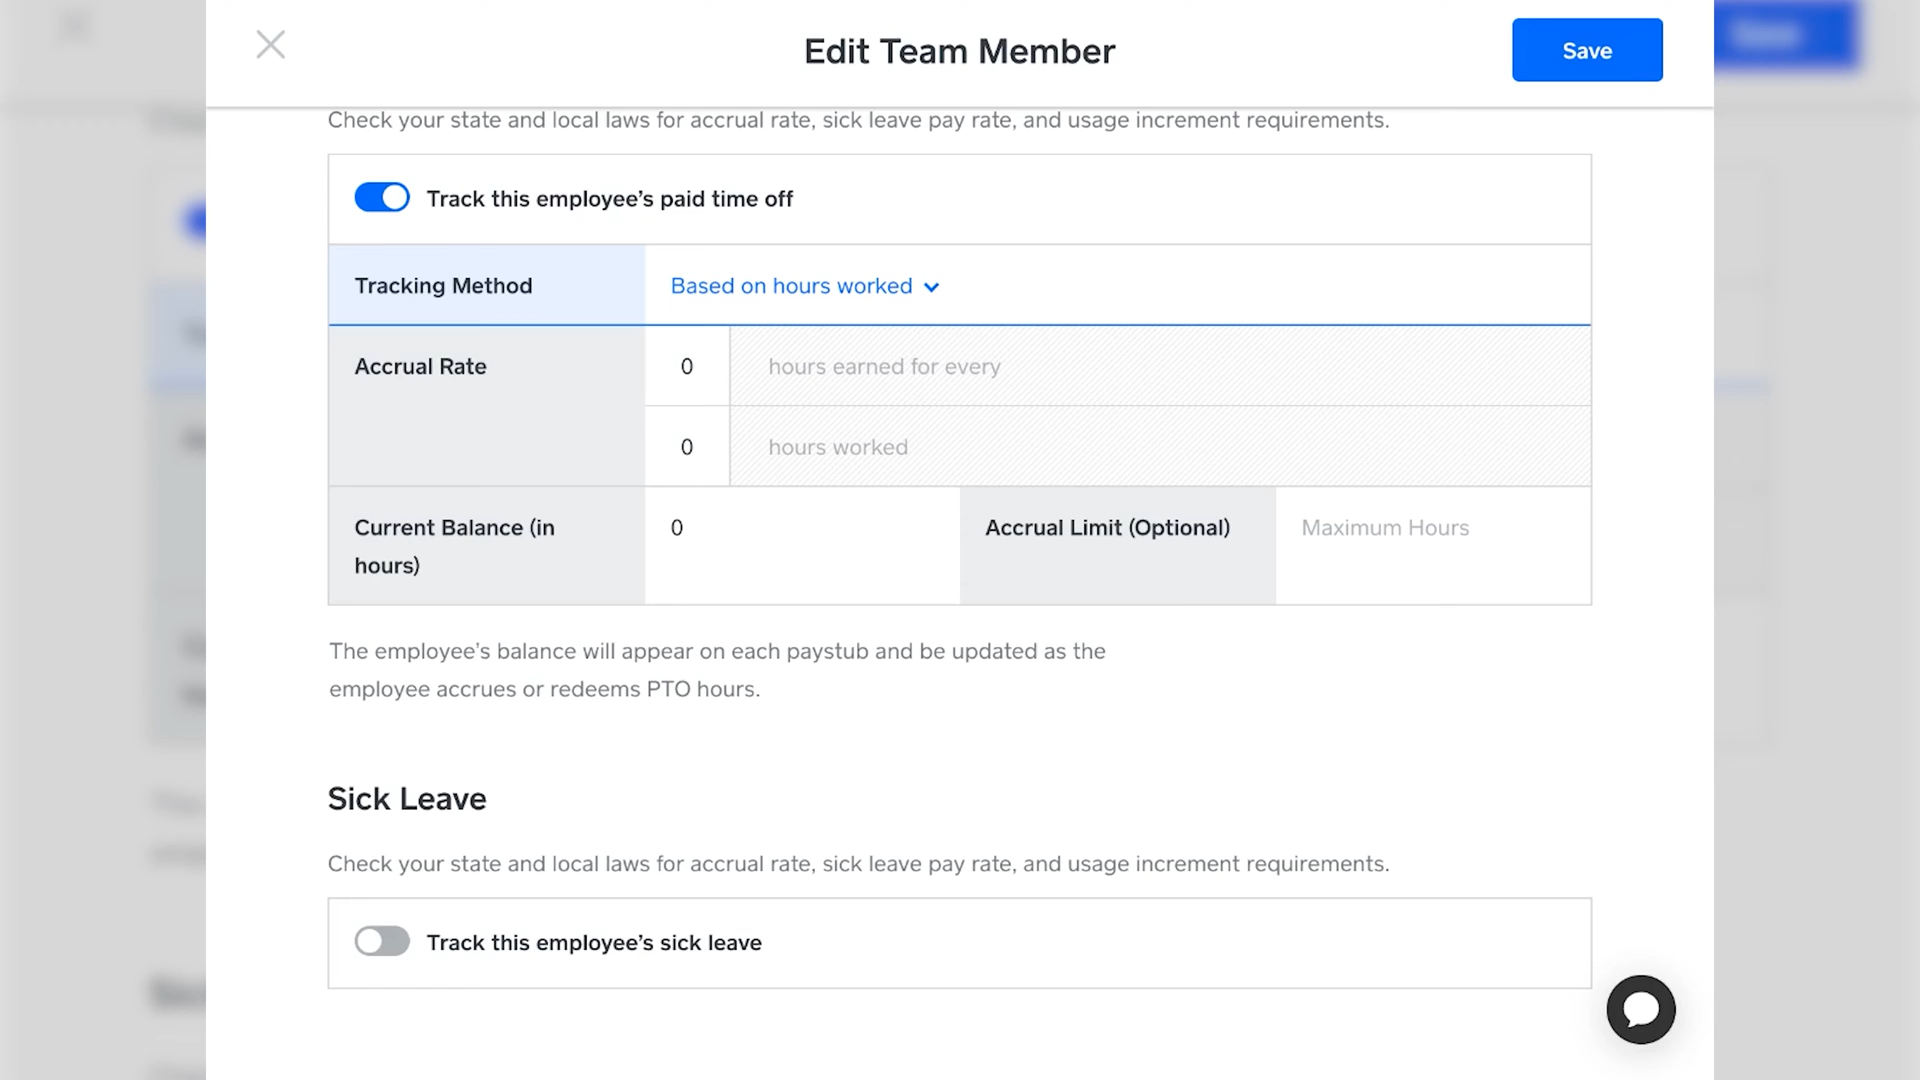 Edit Team Member
Save
Check your state and local laws for accrual rate, sick leave pay rate, and usage increment requirements.
Track this employee’s paid time off
Tracking Method
Based on hours worked
Accrual Rate
0
hours earned for every
0
hours worked
Current Balance (in
hours)
0
Accrual Limit (Optional)
Maximum Hours
The employee’s balance will appear on each paystub and be updated as the
employee accrues or redeems PTO hours.
Sick Leave
Check your state and local laws for accrual rate, sick leave pay rate, and usage increment requirements.
Track this employee’s sick leave